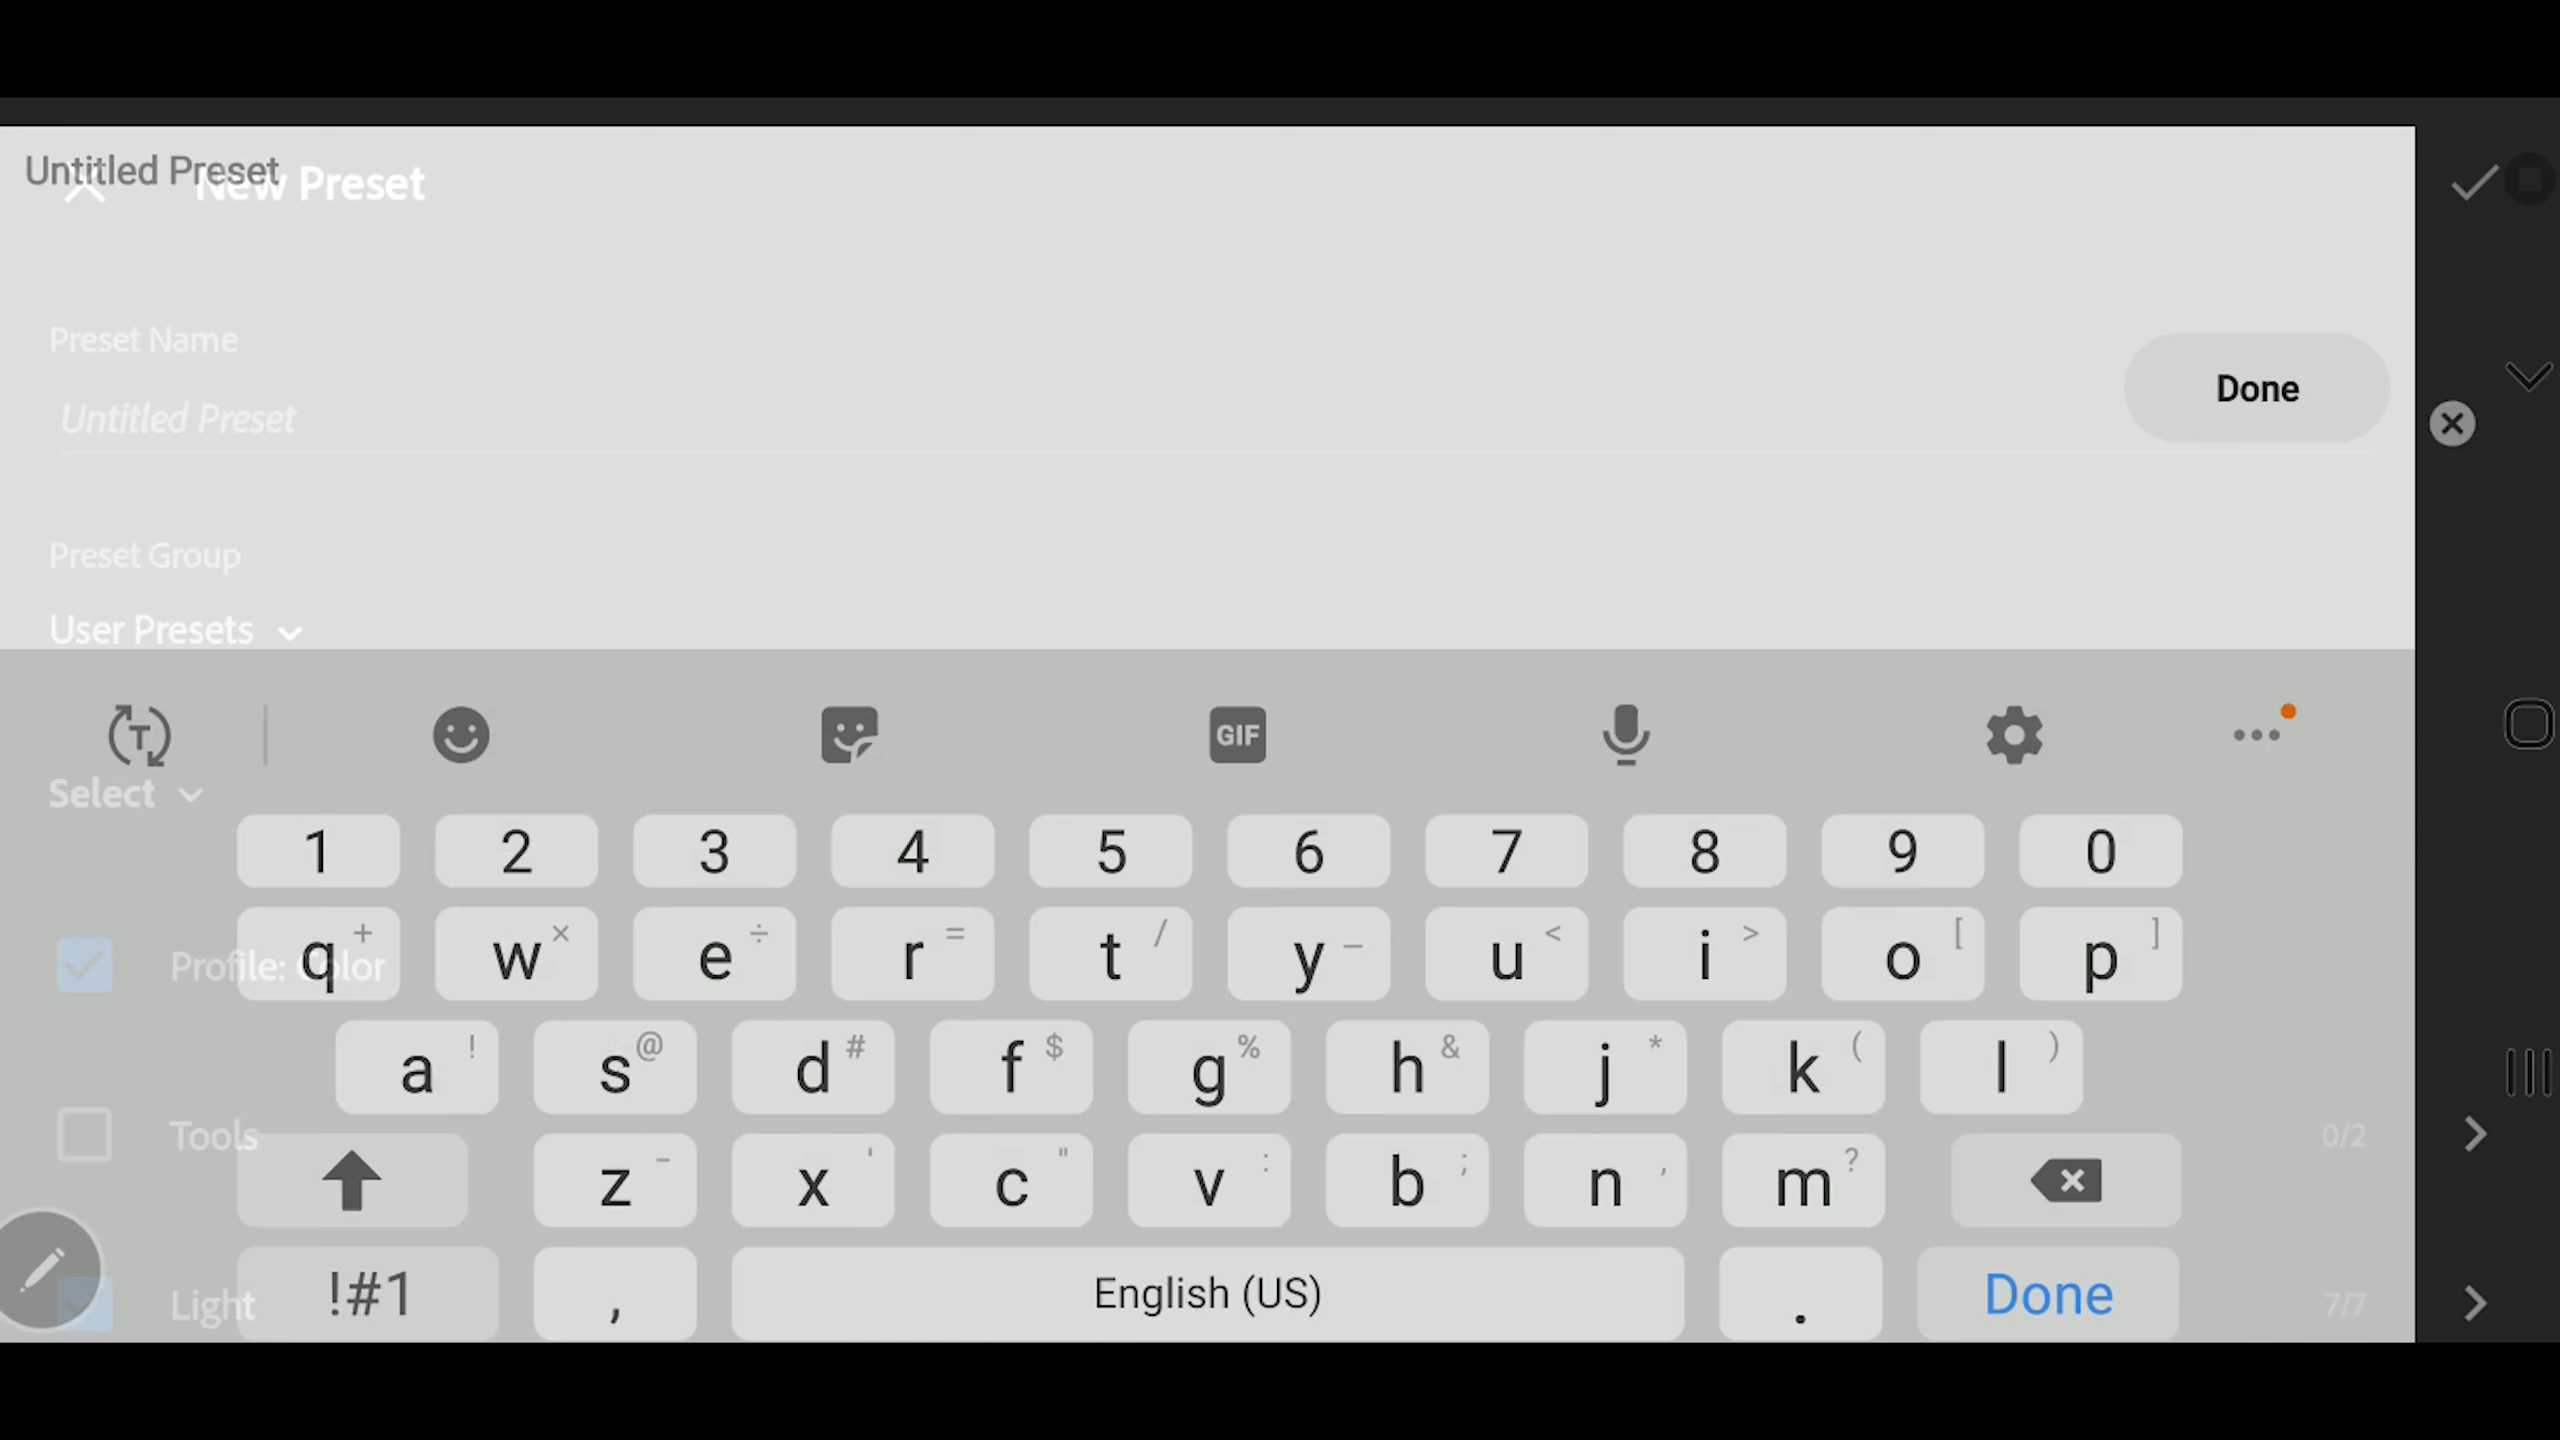 Untitled Preset
New Preset
Preset Name
Untitled Preset
Done
Preset Group
User Presets
T
GIF
Select
1 2 3 4 5 6 7 8 9 0
q + w × e ÷ r = t / y _ u < i > o [ p ]
Profile: Color
a ! s @ d # f $ g % h & j * k ( l )
Tools
0/2
z - x ' c " v : b ; n , m ?
Light
!#1 , English (US) . Done
7/7